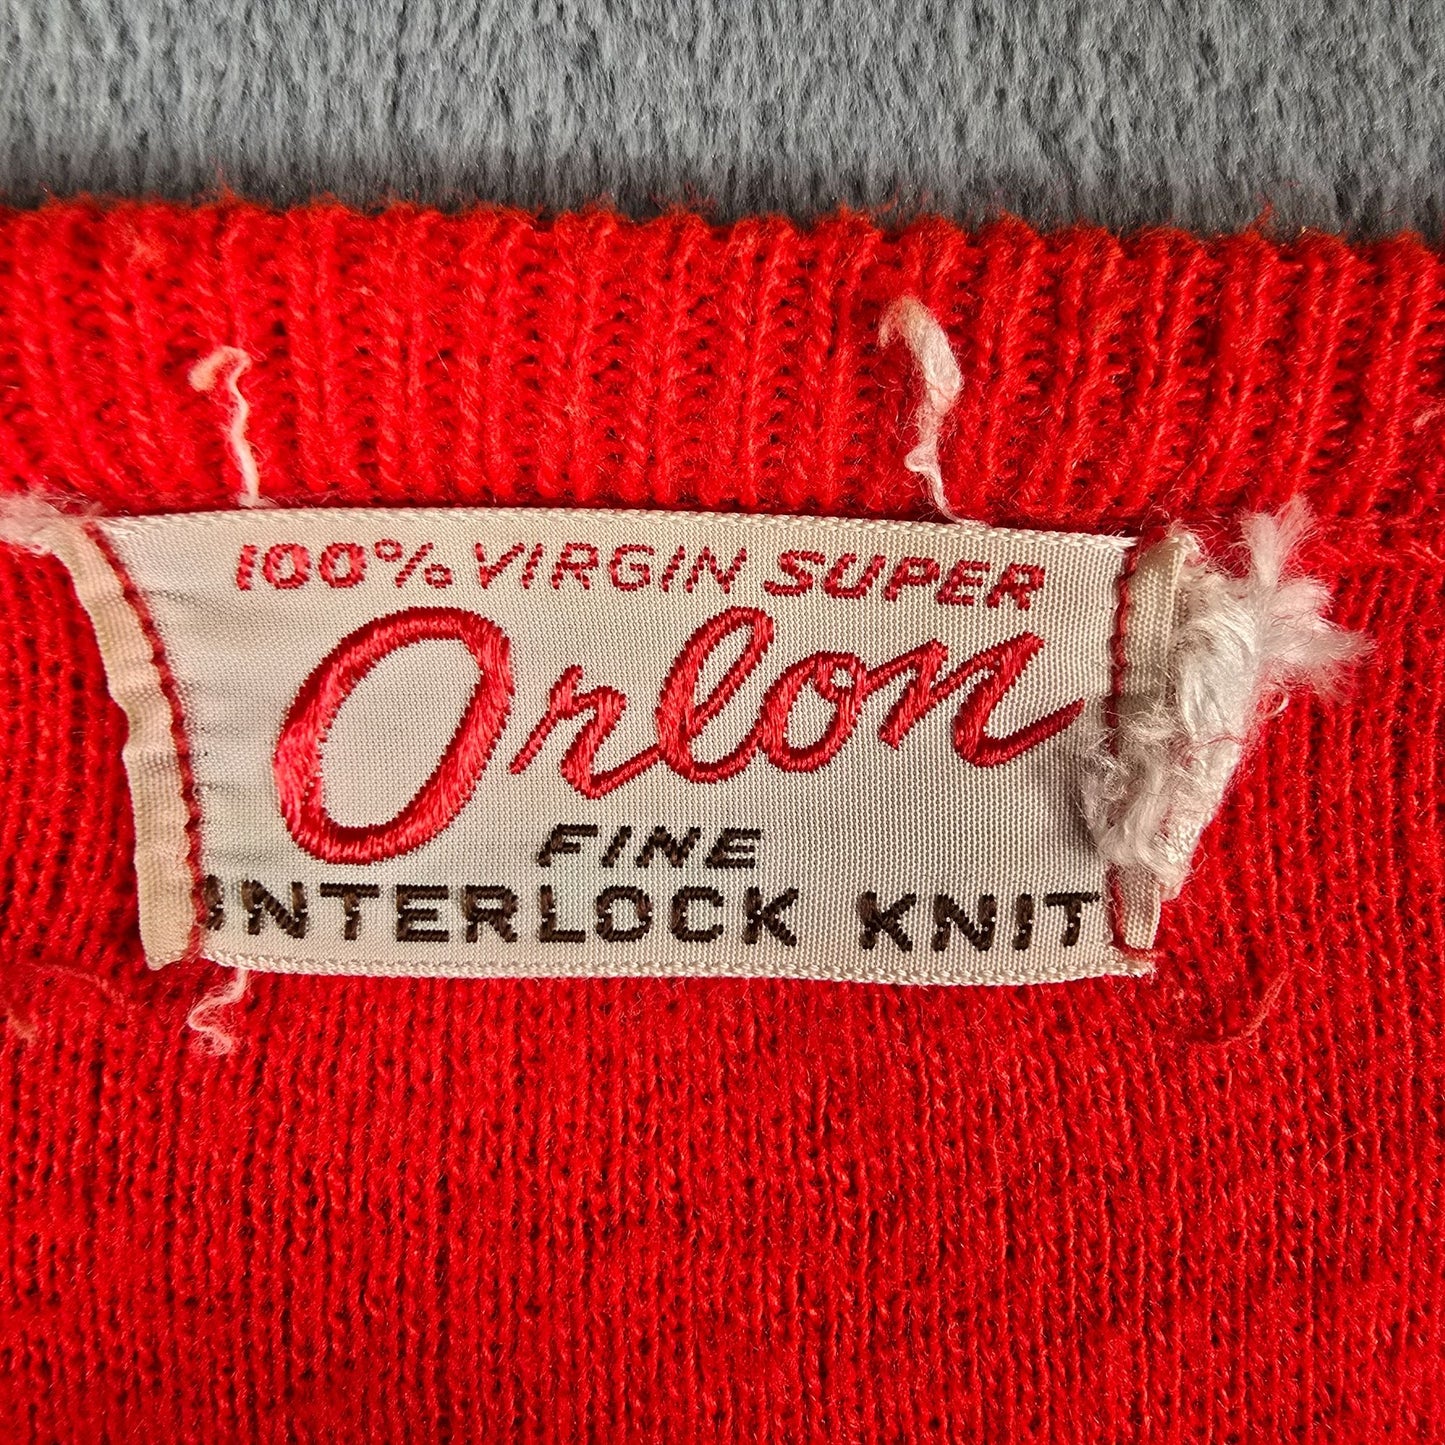 100% VIRGIN SUPER
Orlon
FINE
INTERLOCK KNIT